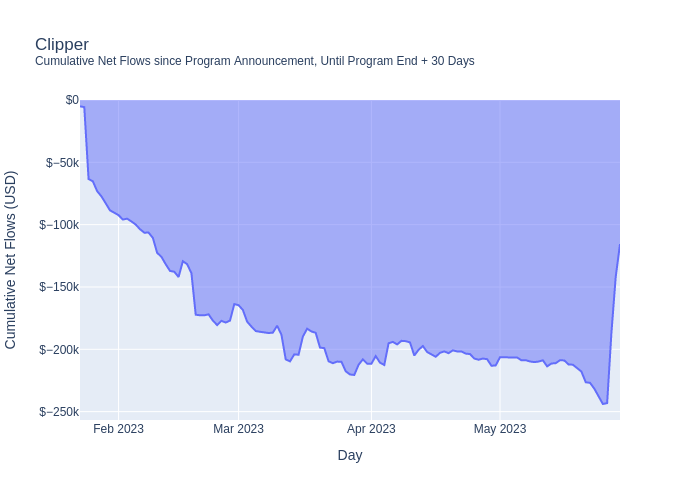 Clipper
Cumulative Net Flows since Program Announcement, Until Program End + 30 Days
$0
$−50k
$−100k
$−150k
$−200k
$−250k
Cumulative Net Flows (USD)
Feb 2023
Mar 2023
Apr 2023
May 2023
Day